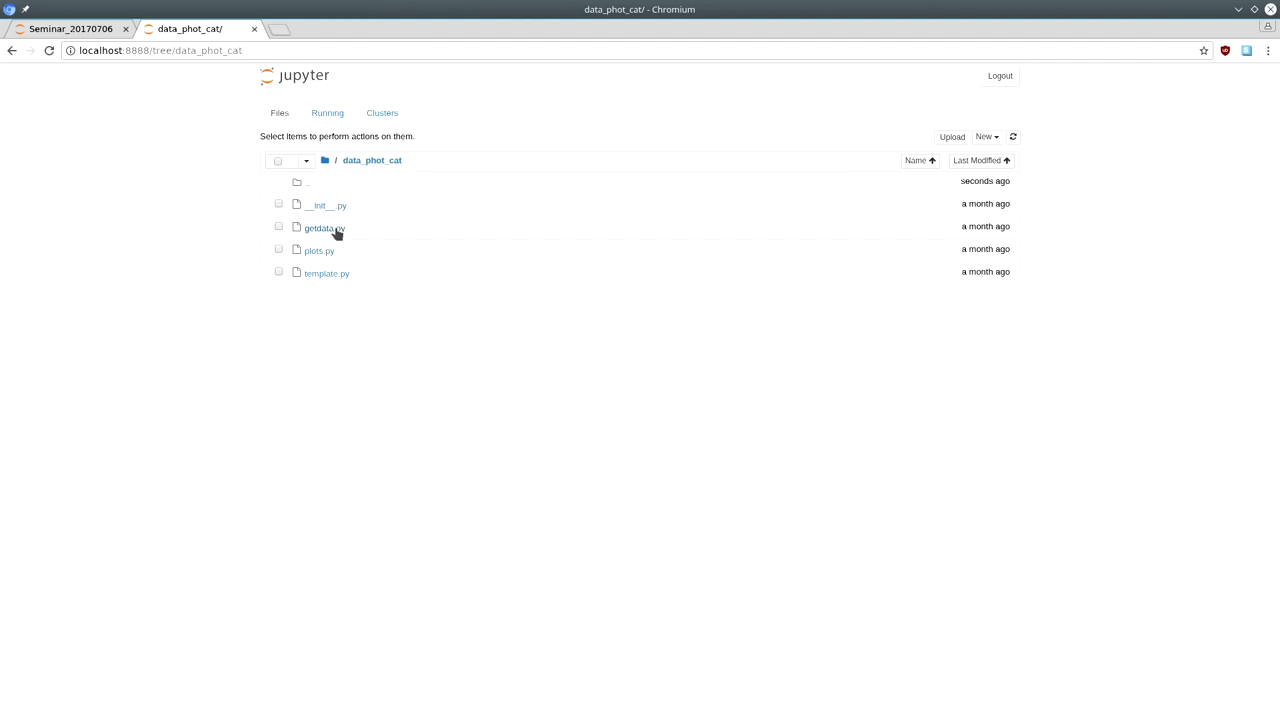 data_phot_cat/ - Chromium
Seminar_20170706
data_phot_cat/
localhost:8888/tree/data_phot_cat
jupyter
Logout
Files
Running
Clusters
Select items to perform actions on them.
Upload
New
/ data_phot_cat
Name
Last Modified
..
seconds ago
__init__.py
a month ago
getdata.py
a month ago
plots.py
a month ago
template.py
a month ago